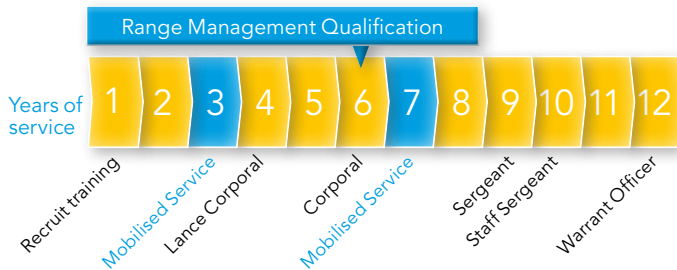 Range Management Qualification
Years of
service
1 2 3 4 5 6 7 8 9 10 11 12
Recruit training
Mobilised Service
Lance Corporal
Corporal
Mobilised Service
Sergeant
Staff Sergeant
Warrant Officer